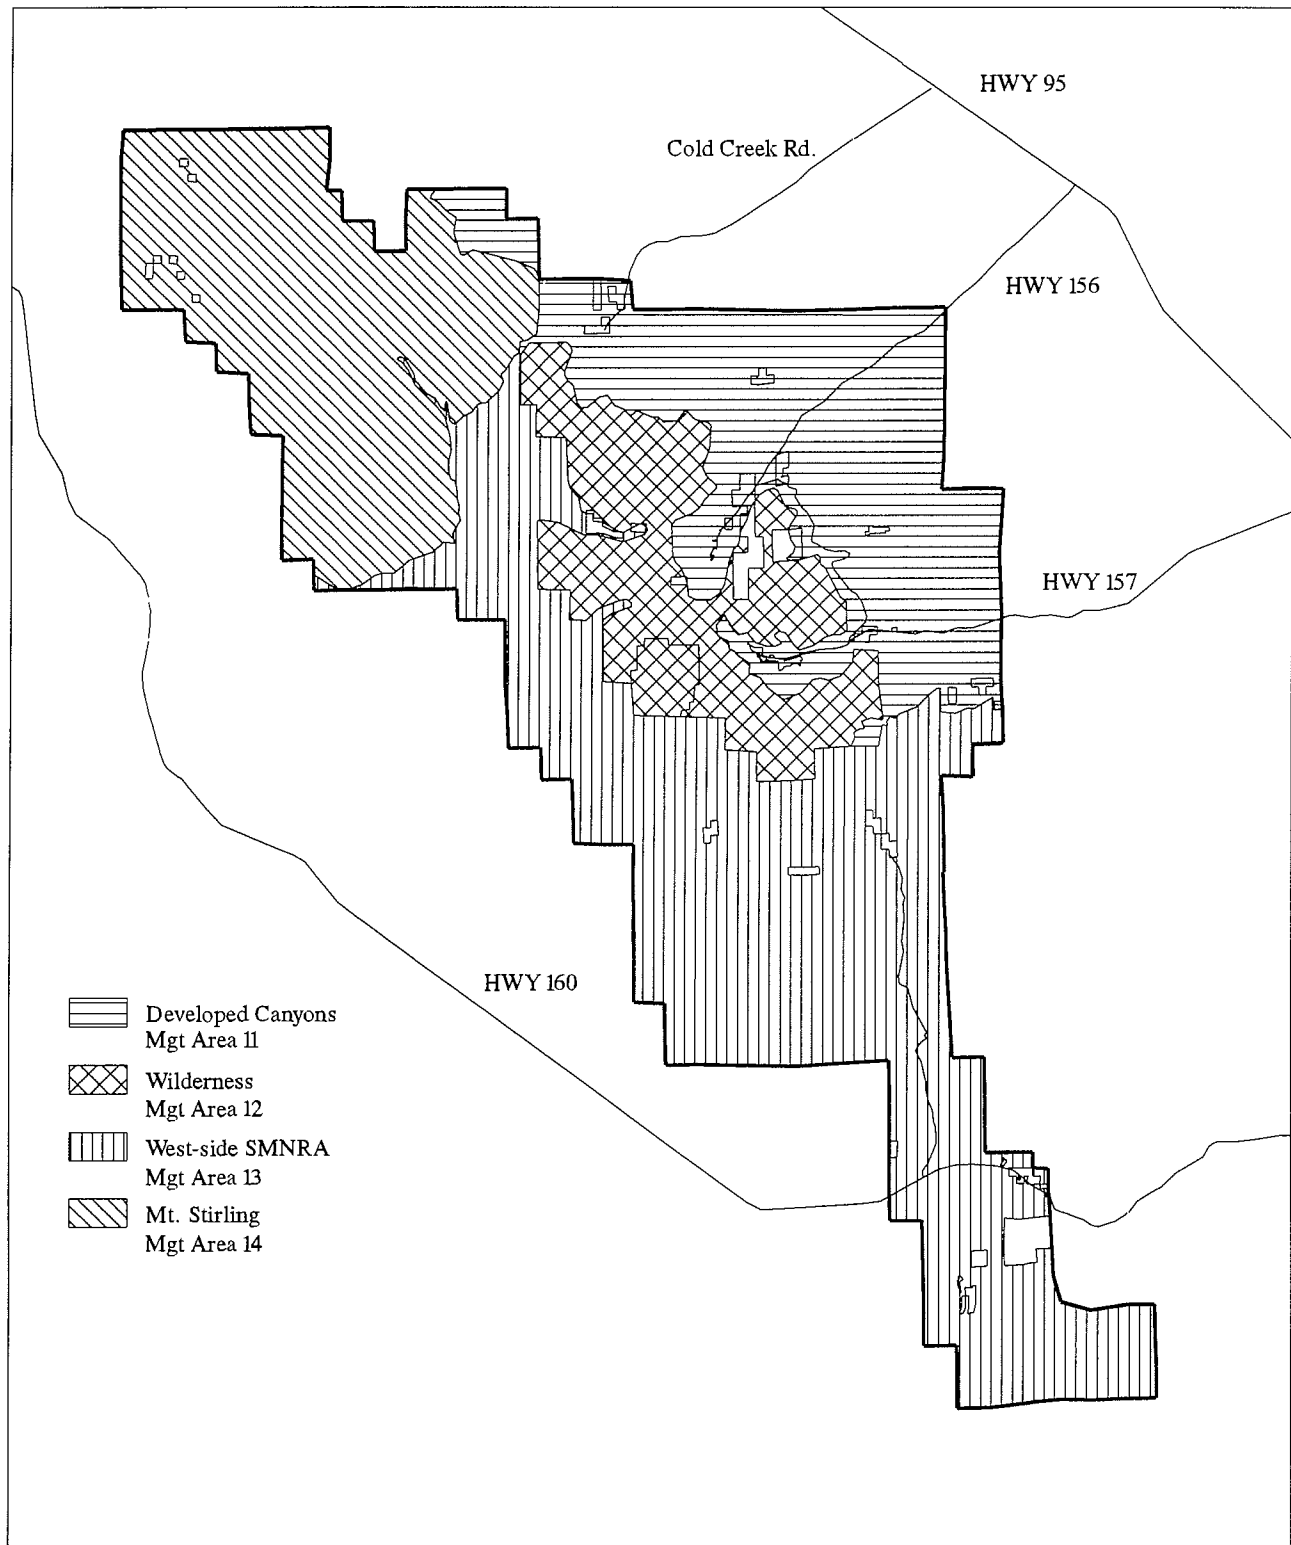 HWY 95
Cold Creek Rd.
HWY 156
HWY 157
HWY 160
Developed Canyons
Mgt Area 11
Wilderness
Mgt Area 12
West-side SMNRA
Mgt Area 13
Mt. Stirling
Mgt Area 14